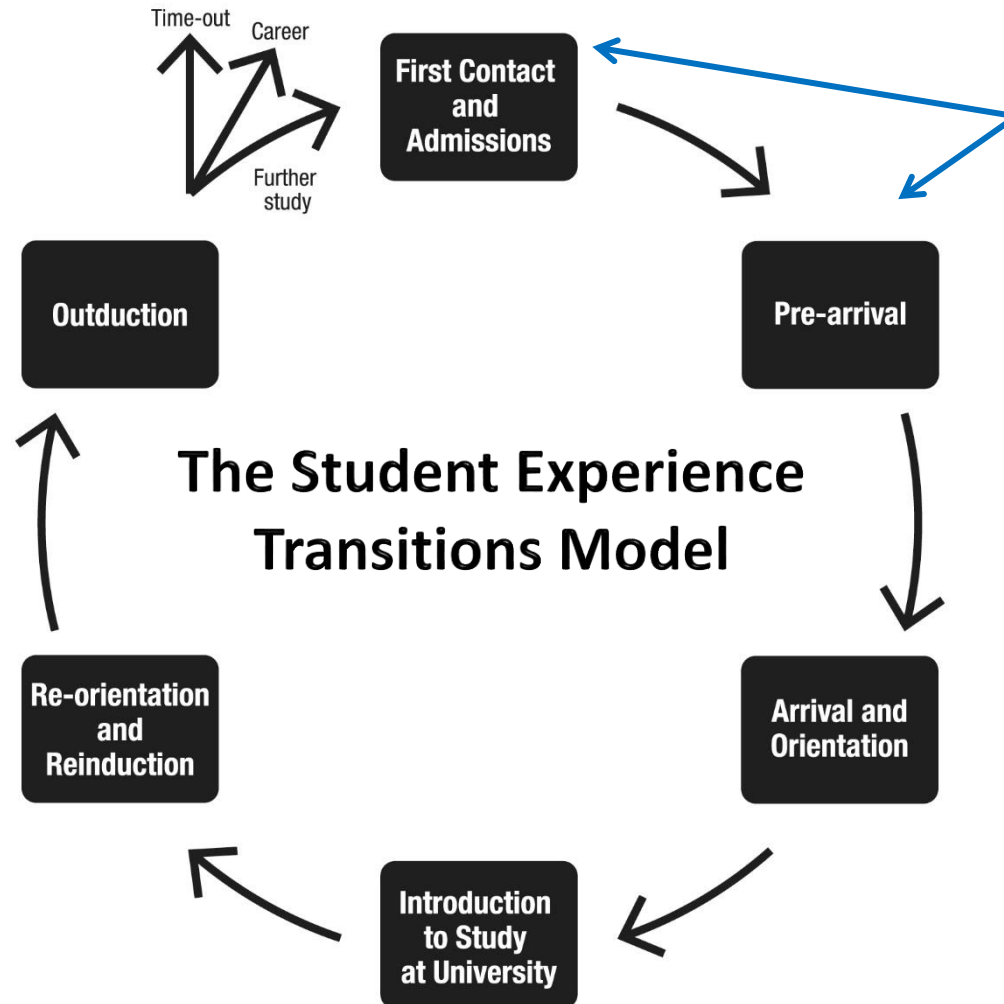 Time-out
Career
Further
study
First Contact
and
Admissions
Pre-arrival
Arrival and
Orientation
Introduction
to Study
at University
Re-orientation
and
Reinduction
Outduction
The Student Experience
Transitions Model